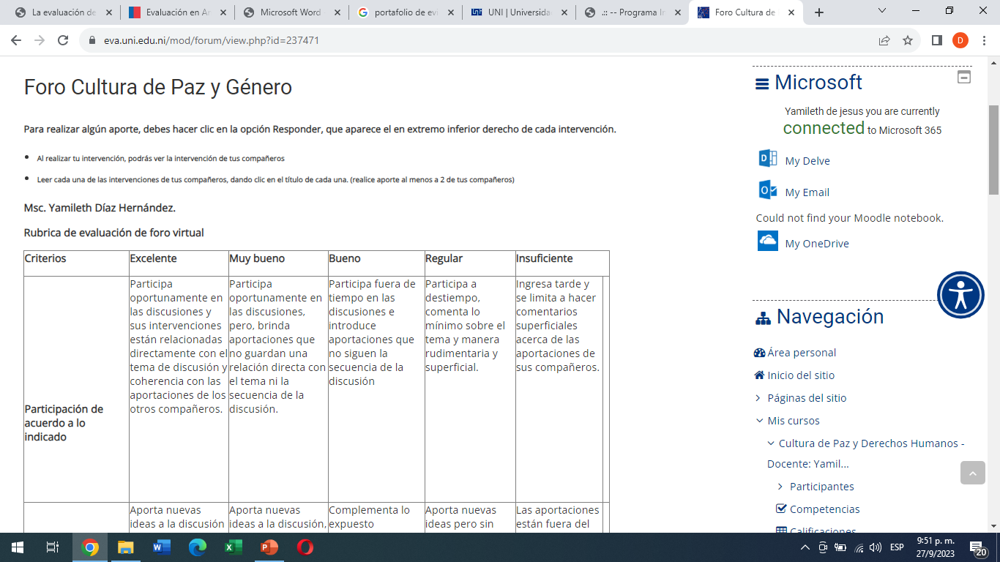 La evaluación de
Evaluación en Am
Microsoft Word -
portafolio de evi
UNI | Universida
.:: -- Programa In
Foro Cultura de
eva.uni.edu.ni/mod/forum/view.php?id=237471
D
Foro Cultura de Paz y Género
Para realizar algún aporte, debes hacer clic en la opción Responder, que aparece el en extremo inferior derecho de cada intervención.
Al realizar tu intervención, podrás ver la intervención de tus compañeros
Leer cada una de las intervenciones de tus compañeros, dando clic en el título de cada una. (realice aporte al menos a 2 de tus compañeros)
Msc. Yamileth Díaz Hernández.
Rubrica de evaluación de foro virtual
Criterios
Excelente
Muy bueno
Bueno
Regular
Insuficiente
Participación de
acuerdo a lo
indicado
Participa
oportunamente en
las discusiones y
sus intervenciones
están relacionadas
directamente con el
tema de discusión y
coherencia con las
aportaciones de los
otros compañeros.
Participa
oportunamente en
las discusiones,
pero, brinda
aportaciones que
no guardan una
relación directa con
el tema ni la
secuencia de la
discusión.
Participa fuera de
tiempo en las
discusiones e
introduce
aportaciones que
no siguen la
secuencia de la
discusión
Participa a
destiempo,
comenta lo
mínimo sobre el
tema y manera
rudimentaria y
superficial.
Ingresa tarde y
se limita a hacer
comentarios
superficiales
acerca de las
aportaciones de
sus compañeros.
Aporta nuevas
ideas a la discusión
Aporta nuevas
ideas a la discusión,
Complementa lo
expuesto
Aporta nuevas
ideas pero sin
Las aportaciones
están fuera del
Microsoft
Yamileth de jesus you are currently
connected to Microsoft 365
My Delve
My Email
Could not find your Moodle notebook.
My OneDrive
Navegación
Área personal
Inicio del sitio
Páginas del sitio
Mis cursos
Cultura de Paz y Derechos Humanos -
Docente: Yamil...
Participantes
Competencias
Calificaciones
ESP
9:51 p. m.
27/9/2023
20